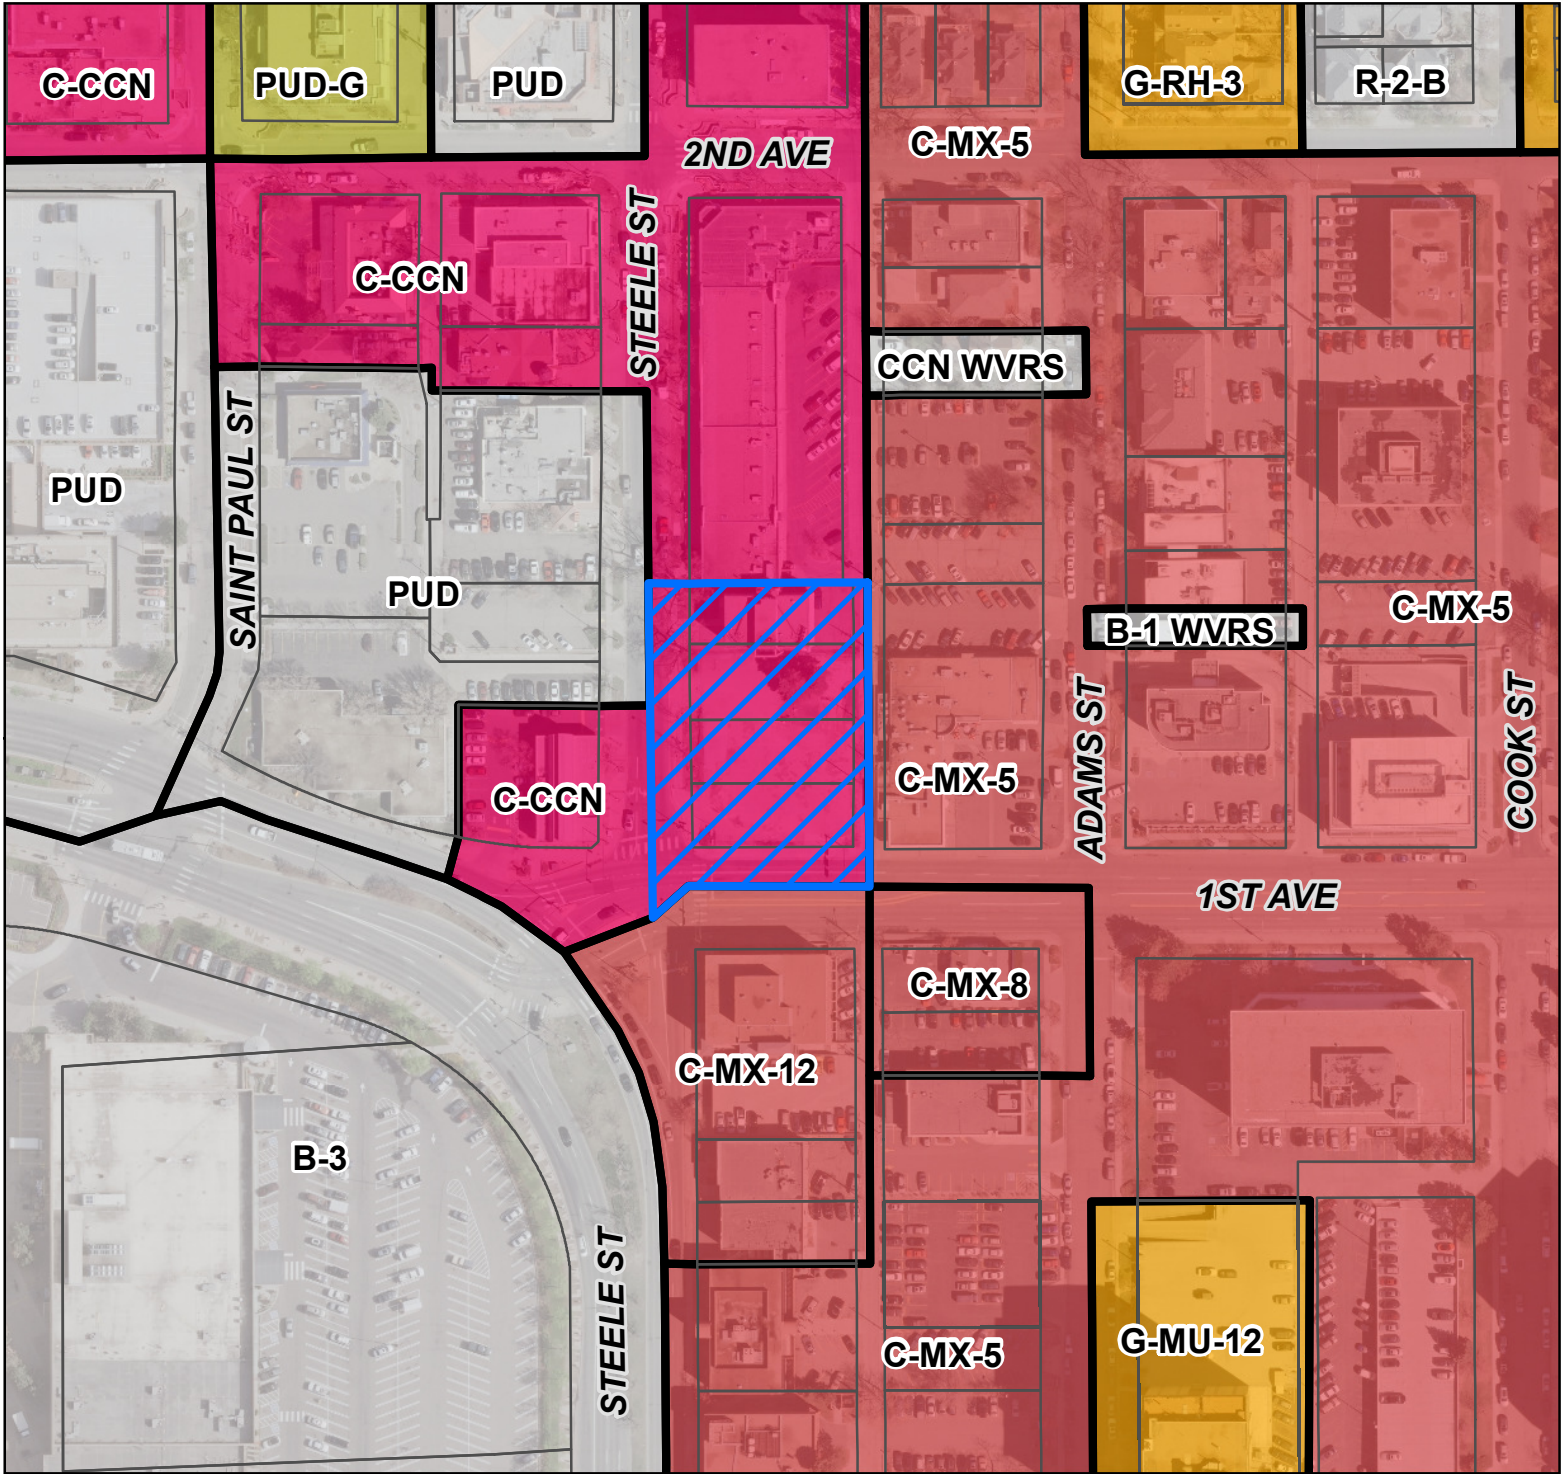 C-CCN
PUD-G
PUD
G-RH-3
R-2-B
2ND AVE
C-MX-5
C-CCN
STEELE ST
CCN WVRS
SAINT PAUL ST
PUD
PUD
B-1 WVRS
C-MX-5
C-CCN
C-MX-5
ADAMS ST
COOK ST
1ST AVE
C-MX-8
C-MX-12
B-3
STEELE ST
C-MX-5
G-MU-12